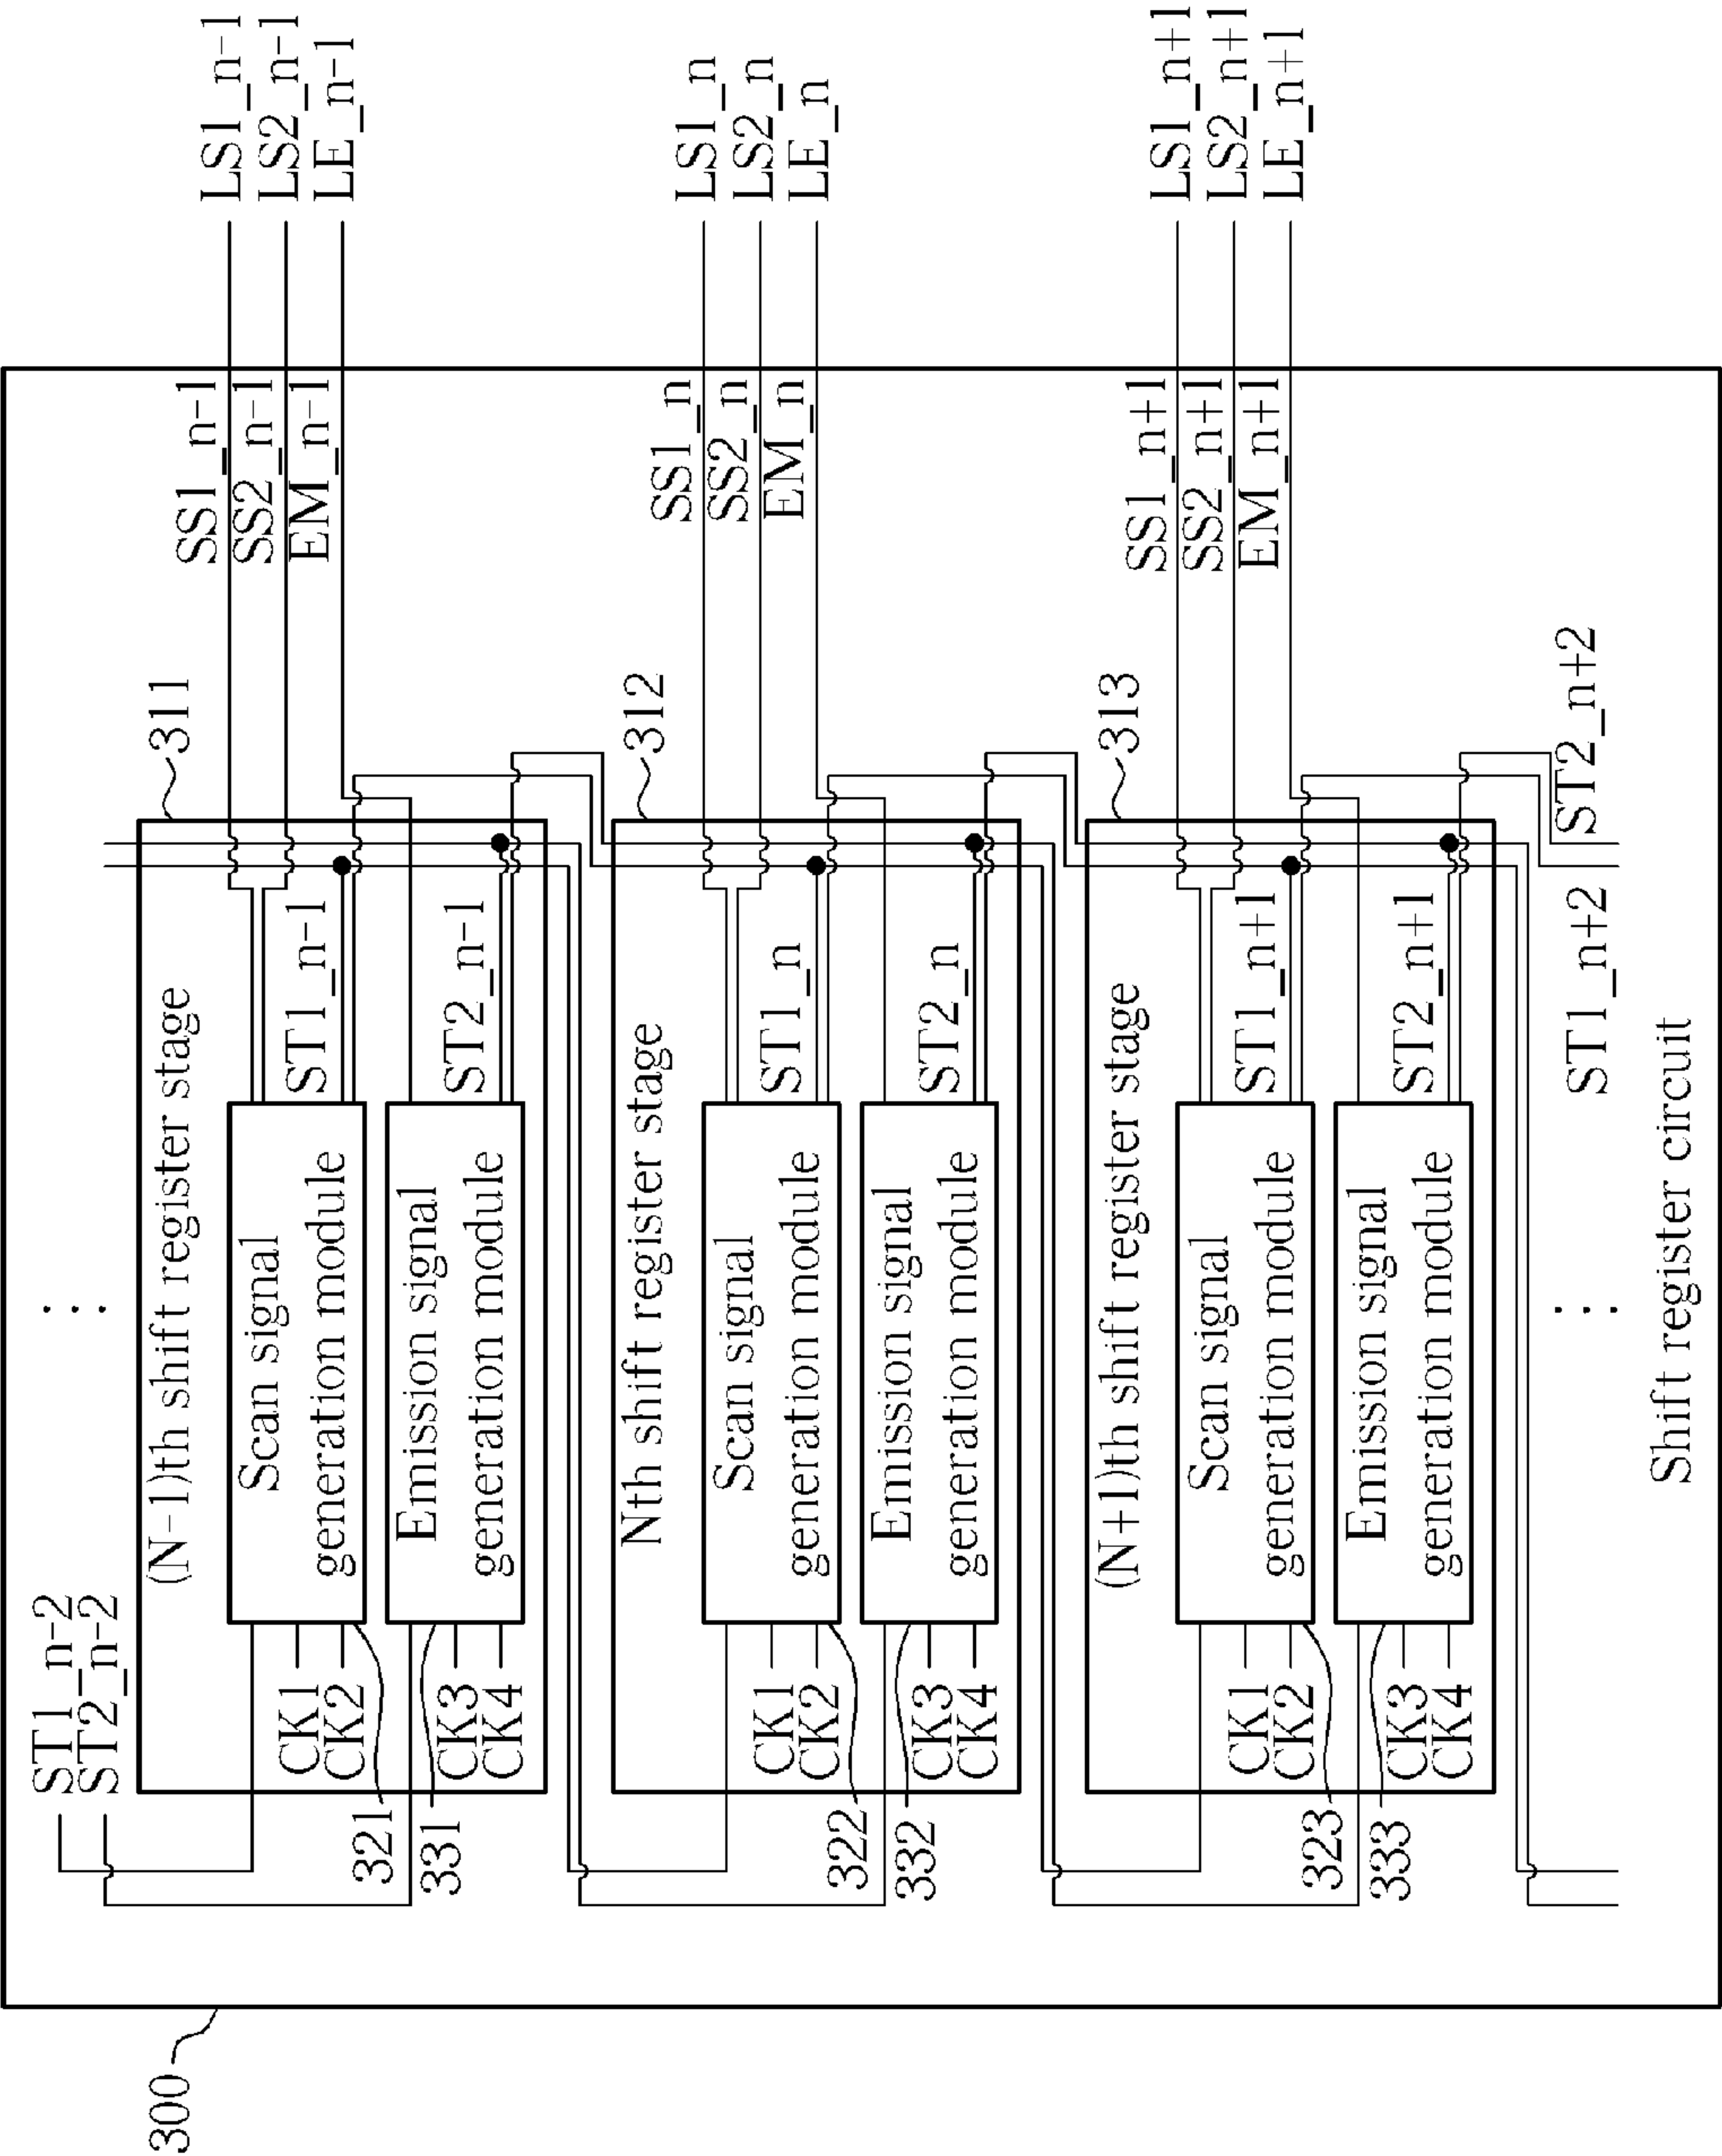 300
ST1_n-2
ST2_n-2
(N-1)th shift register stage
311
Scan signal
generation module
CK1
CK2
321
ST1_n-1
SS1_n-1
SS2_n-1
EM_n-1
LS1_n-1
LS2_n-1
LE_n-1
Emission signal
generation module
331
CK3
CK4
ST2_n-1
Nth shift register stage
312
Scan signal
generation module
CK1
CK2
322
ST1_n
SS1_n
SS2_n
EM_n
LS1_n
LS2_n
LE_n
Emission signal
generation module
332
CK3
CK4
ST2_n
(N+1)th shift register stage
313
Scan signal
generation module
CK1
CK2
323
ST1_n+1
SS1_n+1
SS2_n+1
EM_n+1
LS1_n+1
LS2_n+1
LE_n+1
Emission signal
generation module
333
CK3
CK4
ST2_n+1
ST1_n+2
ST2_n+2
Shift register circuit